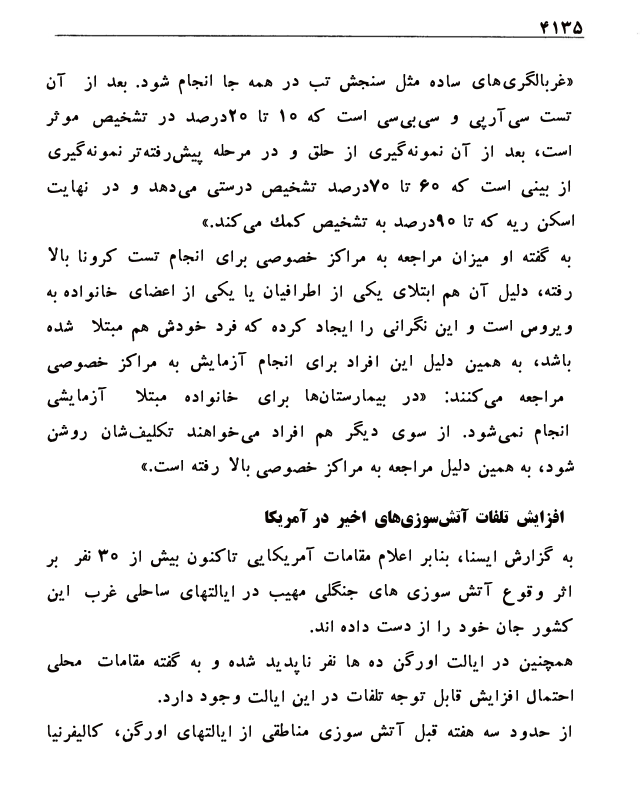 ۴۱۳۵
«غربالگری‌های ساده مثل سنجش تب در همه جا انجام شود. بعد از آن
تست سی‌آرپی و سی‌بی‌سی است که ۱۰ تا ۲۰درصد در تشخیص موثر
است، بعد از آن نمونه‌گیری از حلق و در مرحله پیش‌رفته‌تر نمونه‌گیری
از بینی است که ۶۰ تا ۷۰درصد تشخیص درستی می‌دهد و در نهایت
اسکن ریه که تا ۹۰درصد به تشخیص کمك می‌کند.»
به گفته او میزان مراجعه به مراکز خصوصی برای انجام تست کرونا بالا
رفته، دلیل آن هم ابتلای یکی از اطرافیان یا یکی از اعضای خانواده به
ویروس است و این نگرانی را ایجاد کرده که فرد خودش هم مبتلا شده
باشد، به همین دلیل این افراد برای انجام آزمایش به مراکز خصوصی
مراجعه می‌کنند: «در بیمارستان‌ها برای خانواده مبتلا آزمایشی
انجام نمی‌شود. از سوی دیگر هم افراد می‌خواهند تکلیف‌شان روشن
شود، به همین دلیل مراجعه به مراکز خصوصی بالا رفته است.»
افزایش تلفات آتش‌سوزی‌های اخیر در آمریکا
به گزارش ایسنا، بنابر اعلام مقامات آمریکایی تاکنون بیش از ۳۰ نفر بر
اثر وقوع آتش سوزی های جنگلی مهیب در ایالتهای ساحلی غرب این
کشور جان خود را از دست داده اند.
همچنین در ایالت اورگن ده ها نفر ناپدید شده و به گفته مقامات محلی
احتمال افزایش قابل توجه تلفات در این ایالت وجود دارد.
از حدود سه هفته قبل آتش سوزی مناطقی از ایالتهای اورگن، کالیفرنیا